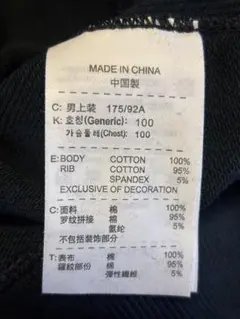 MADE IN CHINA
中国製
C: 男上装 175/92A
K: 호칭(Generic): 100
가슴둘레(Chest): 100
E: BODY COTTON 100%
RIB COTTON 95%
SPANDEX 5%
EXCLUSIVE OF DECORATION
C: 面料 棉 100%
罗纹拼接 棉 95%
氨纶 5%
不包括装饰部分
T: 表布 棉 100%
羅紋部份 棉 95%
彈性纖維 5%